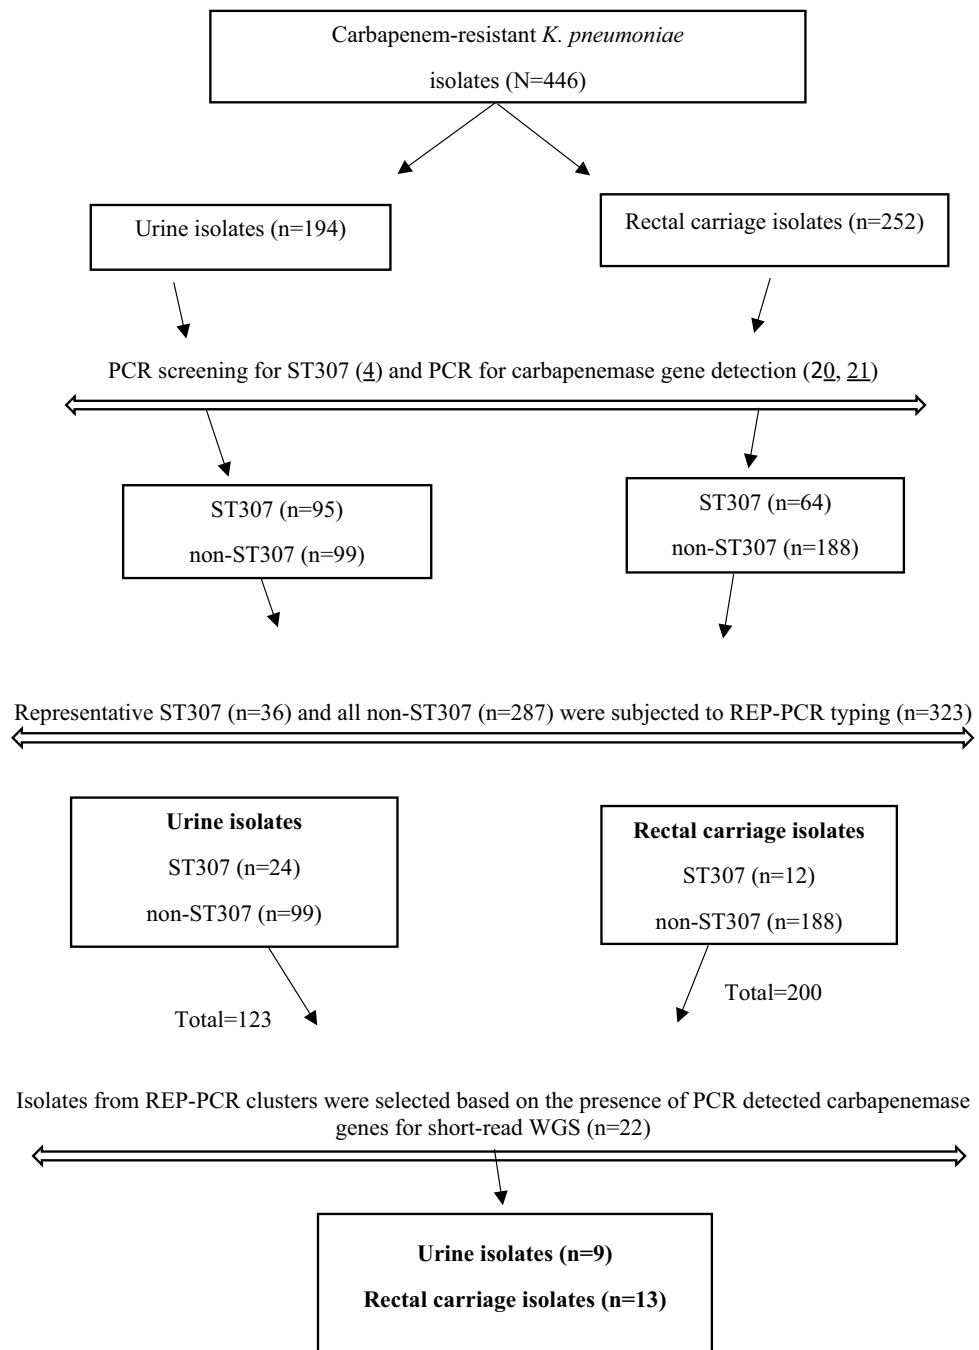 Carbapenem-resistant K. pneumoniae
isolates (N=446)
Urine isolates (n=194)
Rectal carriage isolates (n=252)
PCR screening for ST307 (4) and PCR for carbapenemase gene detection (20, 21)
ST307 (n=95)
non-ST307 (n=99)
ST307 (n=64)
non-ST307 (n=188)
Representative ST307 (n=36) and all non-ST307 (n=287) were subjected to REP-PCR typing (n=323)
Urine isolates
ST307 (n=24)
non-ST307 (n=99)
Rectal carriage isolates
ST307 (n=12)
non-ST307 (n=188)
Total=123
Total=200
Isolates from REP-PCR clusters were selected based on the presence of PCR detected carbapenemase
genes for short-read WGS (n=22)
Urine isolates (n=9)
Rectal carriage isolates (n=13)